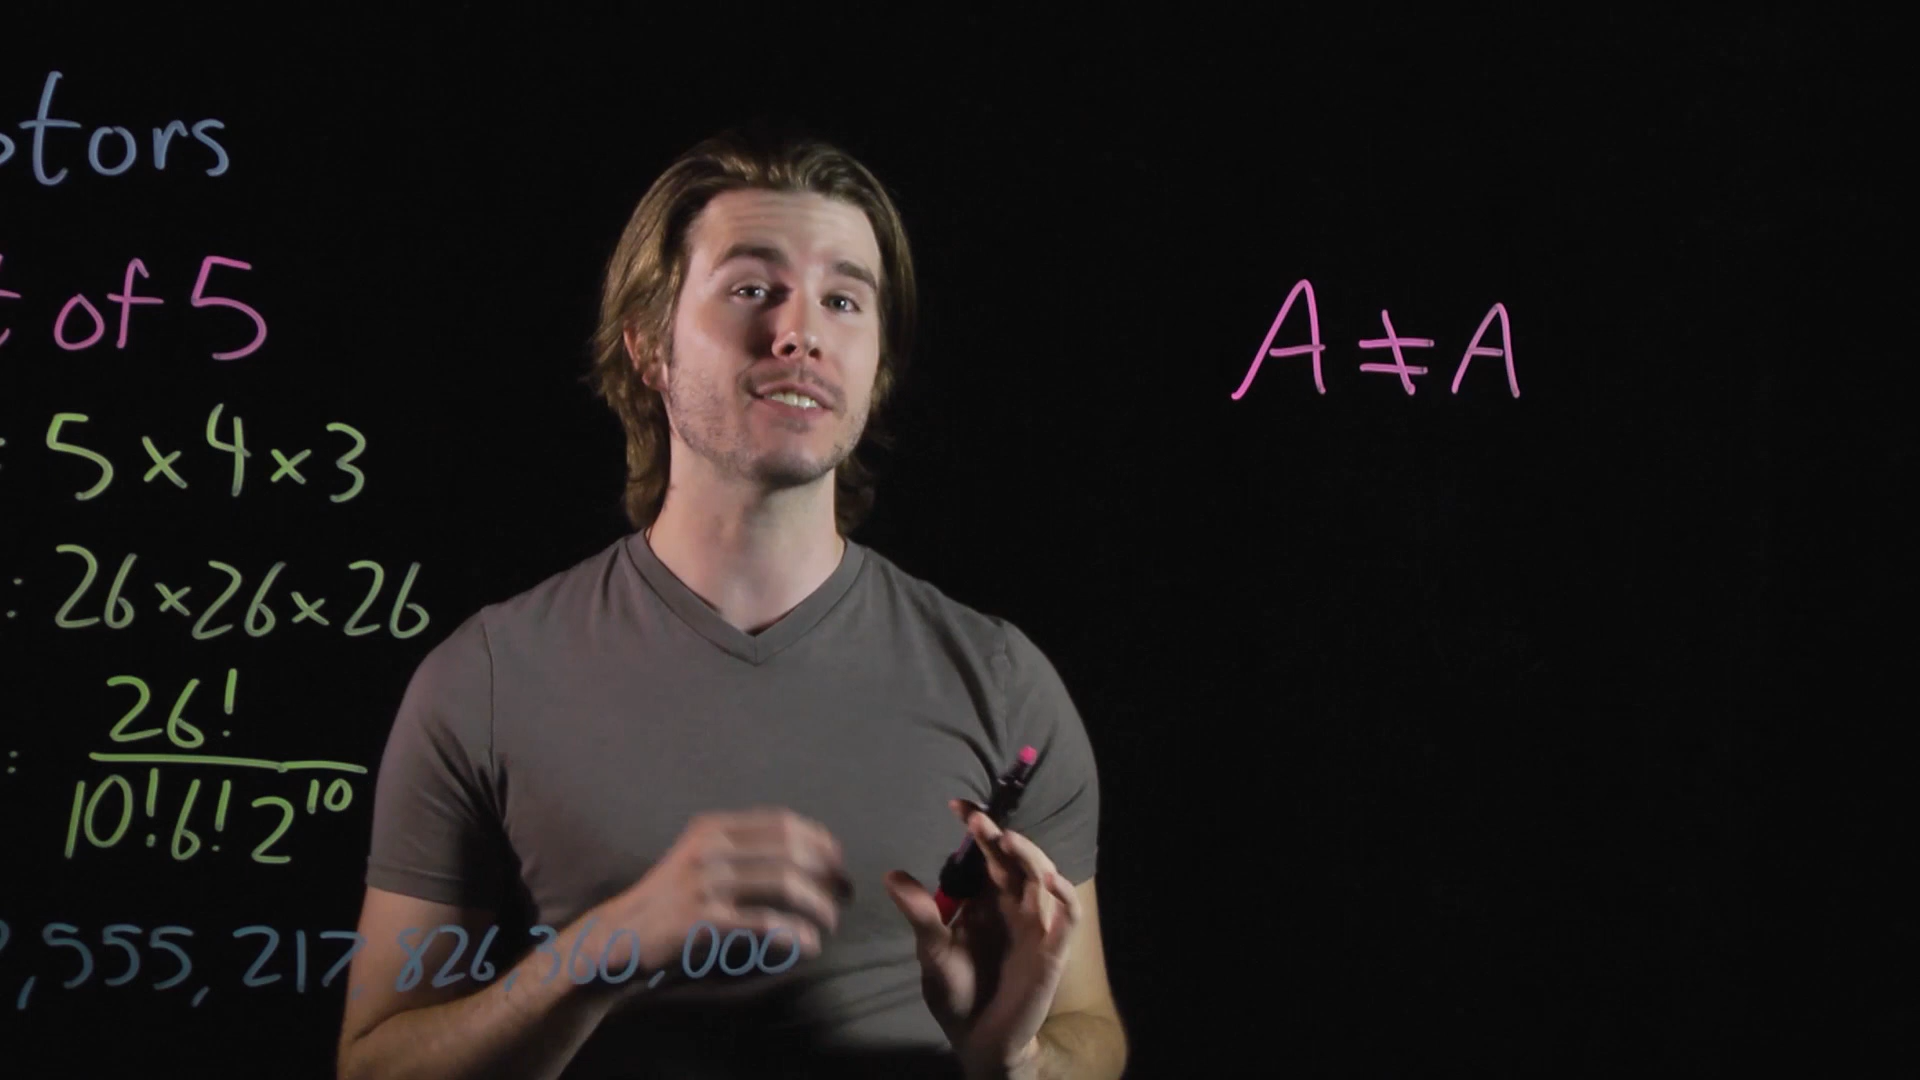 tors
of 5
5×4×3
: 26×26×26
26!
: 10!6!2¹⁰
,555,217,826,360,000
A≠A